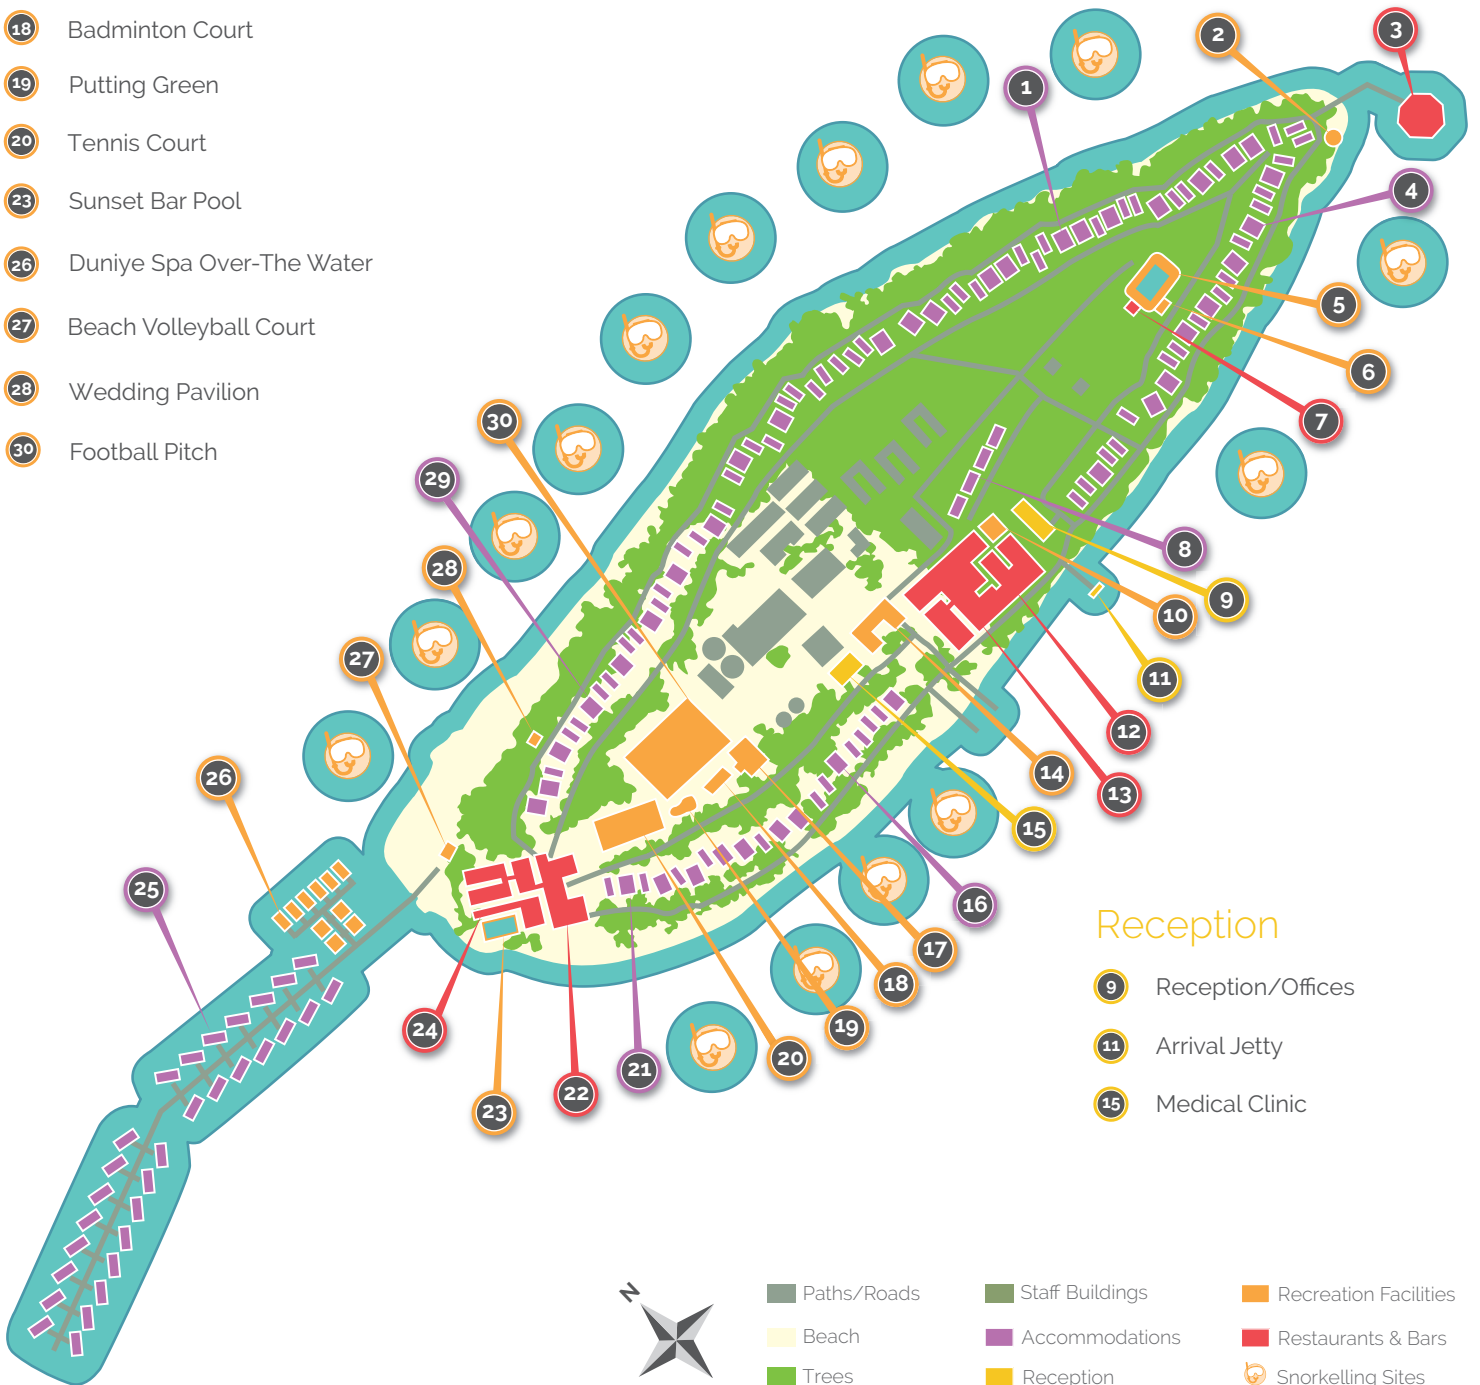 18 Badminton Court
19 Putting Green
20 Tennis Court
23 Sunset Bar Pool
26 Duniye Spa Over-The Water
27 Beach Volleyball Court
28 Wedding Pavilion
30 Football Pitch
1
2
3
4
5
6
7
8
9
10
11
12
13
14
15
16
17
18
19
20
21
22
23
24
25
26
27
28
29
30
Reception
9 Reception/Offices
11 Arrival Jetty
15 Medical Clinic
N
Paths/Roads
Staff Buildings
Recreation Facilities
Beach
Accommodations
Restaurants & Bars
Trees
Reception
Snorkelling Sites